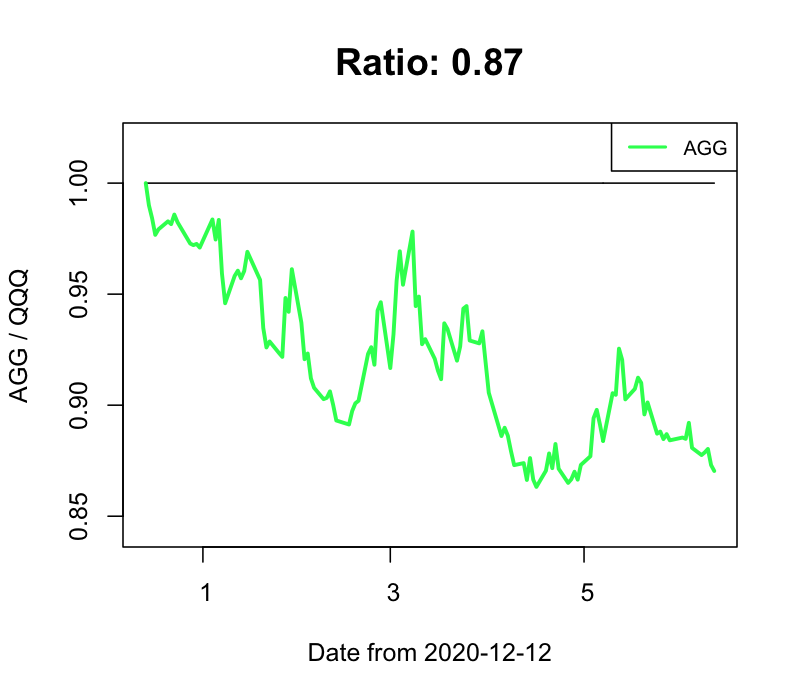 Ratio: 0.87
AGG
1.00
0.95
0.90
0.85
AGG / QQQ
1 3 5
Date from 2020-12-12